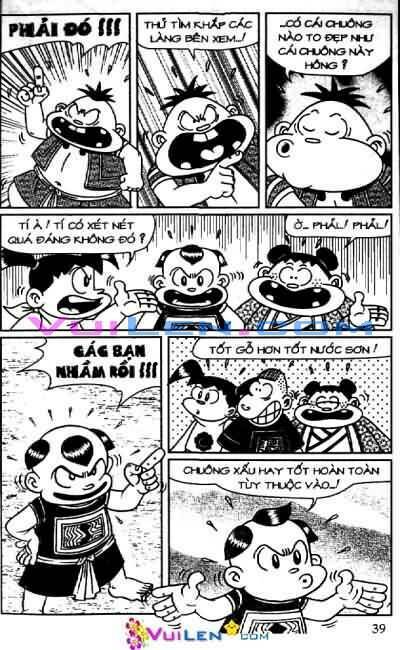 PHẢI ĐÓ !!!
THỬ TÌM KHẮP CÁC
LÀNG BÊN XEM...!
...CÓ CÁI CHUÔNG
NÀO TO ĐẸP NHƯ
CÁI CHUÔNG NÀY
HÔNG ?
TÍ À ! TÍ CÓ XÉT NÉT
QUÁ ĐÁNG KHÔNG ĐÓ ?
Ờ... PHẢI..! PHẢI..!
VUILEN.COM
CÁC BẠN
NHẦM RỒI !!!
TỐT GỖ HƠN TỐT NƯỚC SƠN !
CHUÔNG XẤU HAY TỐT HOÀN TOÀN
TÙY THUỘC VÀO...!
39
VUILEN.COM